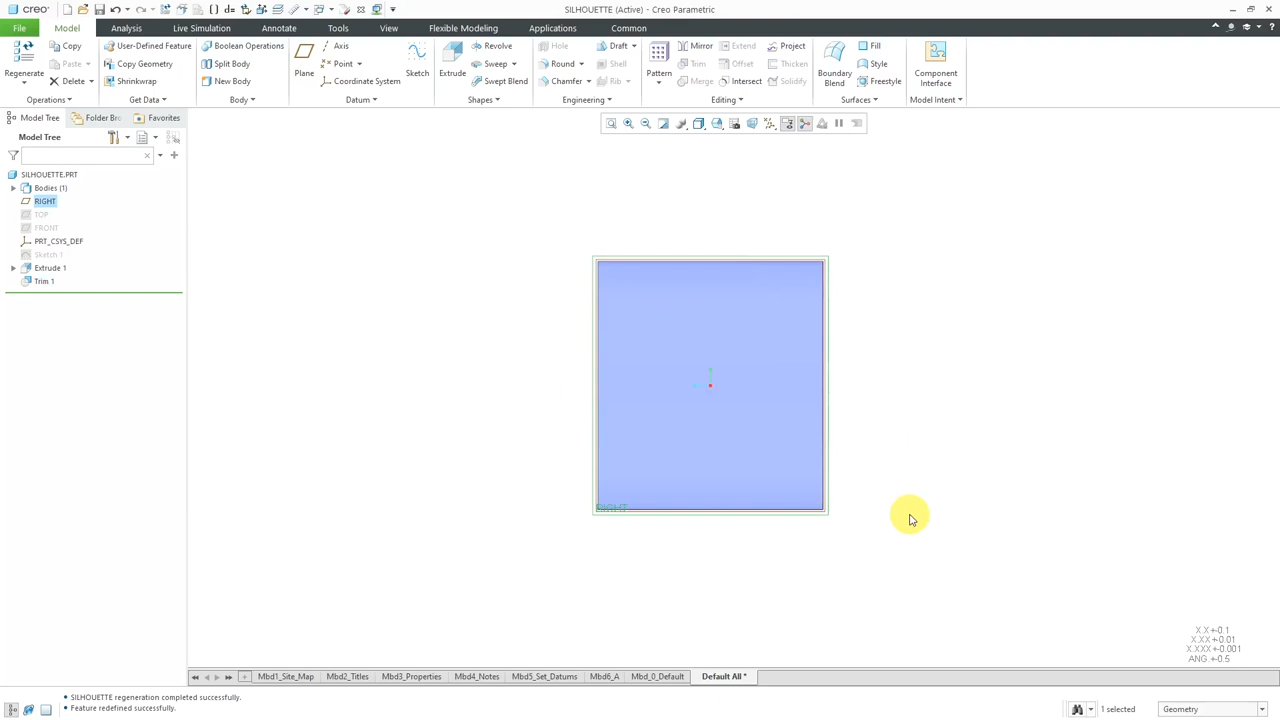 creo
SILHOUETTE (Active) - Creo Parametric
File
Model
Analysis
Live Simulation
Annotate
Tools
View
Flexible Modeling
Applications
Common
Regenerate
Copy
Paste
Delete
Operations
User-Defined Feature
Copy Geometry
Shrinkwrap
Get Data
Boolean Operations
Split Body
New Body
Body
Plane
Axis
Point
Coordinate System
Sketch
Datum
Extrude
Revolve
Sweep
Swept Blend
Shapes
Hole
Round
Chamfer
Draft
Shell
Rib
Engineering
Pattern
Mirror
Trim
Merge
Extend
Offset
Intersect
Project
Thicken
Solidify
Editing
Boundary Blend
Fill
Style
Freestyle
Surfaces
Component Interface
Model Intent
Model Tree
Folder Bro
Favorites
Model Tree
SILHOUETTE.PRT
Bodies (1)
RIGHT
TOP
FRONT
PRT_CSYS_DEF
Sketch 1
Extrude 1
Trim 1
RIGHT
X.X +-0.1
X.XX +-0.01
X.XXX +-0.001
ANG. +-0.5
Mbd1_Site_Map
Mbd2_Titles
Mbd3_Properties
Mbd4_Notes
Mbd5_Set_Datums
Mbd6_A
Mbd_0_Default
Default All *
• SILHOUETTE regeneration completed successfully.
• Feature redefined successfully.
1 selected
Geometry